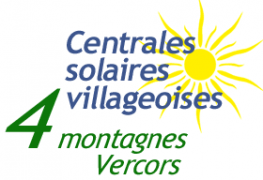 Centrales
solaires
villageoises
4 montagnes
Vercors